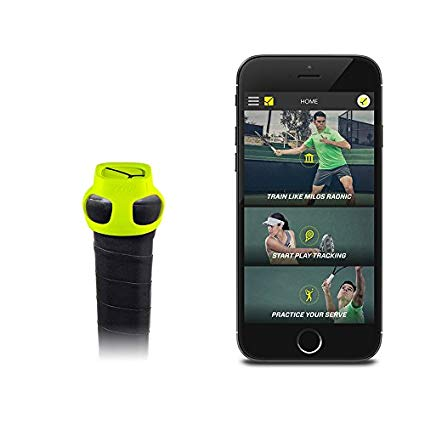 HOME
TRAIN LIKE MILOS RAONIC
START PLAY TRACKING
PRACTICE YOUR SERVE